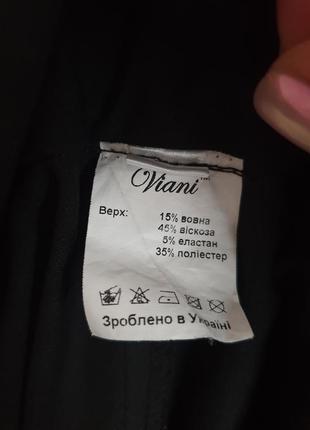 Viani™
Верх: 15% вовна
45% віскоза
5% еластан
35% поліестер
Зроблено в Україні